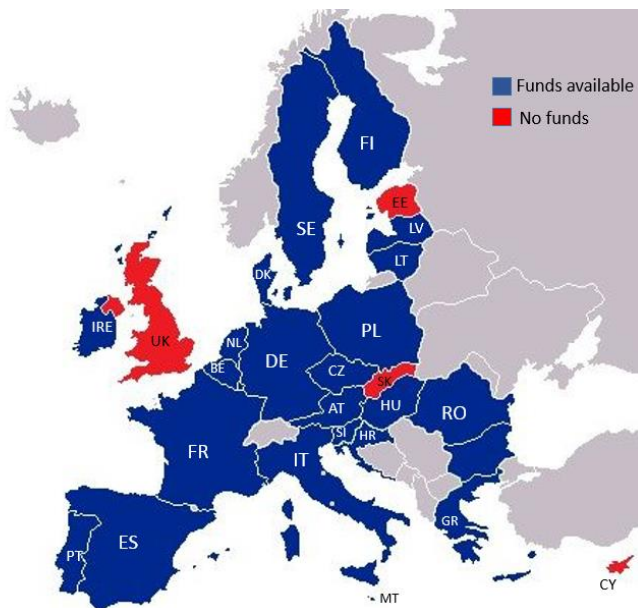 Funds available
No funds
FI
SE
EE
LV
LT
DK
IRE
UK
NL
BE
DE
PL
CZ
SK
AT
HU
RO
FR
SI
HR
IT
ES
PT
GR
CY
MT